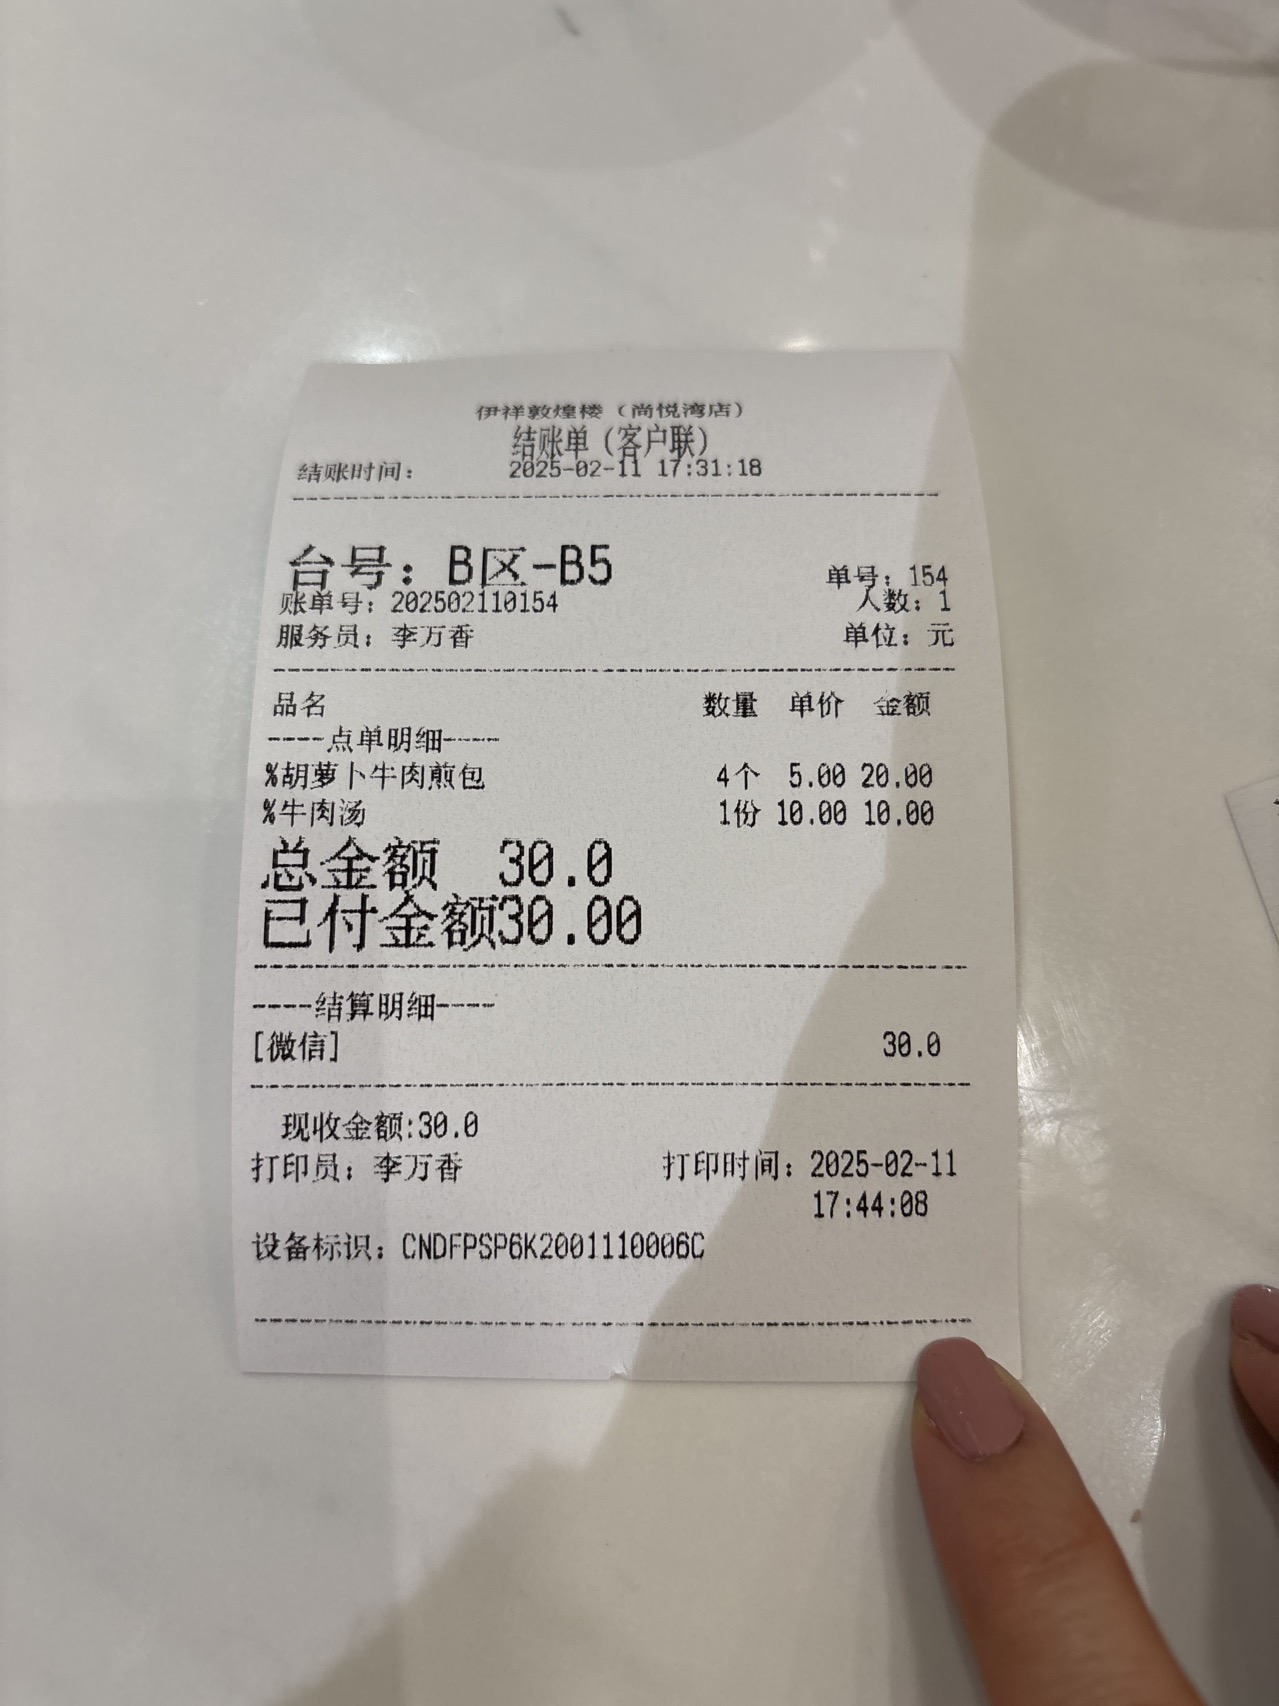 伊祥敦煌楼（尚悦湾店）
结账单（客户联）
结账时间： 2025-02-11 17:31:18
台号：B区-B5
单号：154
账单号：202502110154 人数：1
服务员：李万香 单位：元
品名 数量 单价 金额
----点单明细----
%胡萝卜牛肉煎包 4个 5.00 20.00
%牛肉汤 1份 10.00 10.00
总金额 30.0
已付金额30.00
----结算明细----
[微信] 30.0
现收金额:30.0
打印员：李万香 打印时间：2025-02-11
17:44:08
设备标识：CNDFPSP6K2001110006C